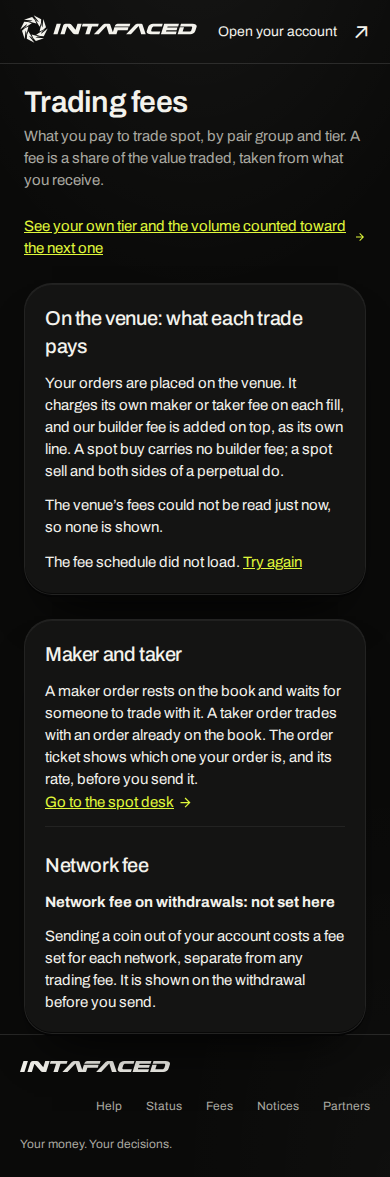 INTAFACED
Open your account
Trading fees
What you pay to trade spot, by pair group and tier. A
fee is a share of the value traded, taken from what
you receive.
See your own tier and the volume counted toward
the next one
On the venue: what each trade
pays
Your orders are placed on the venue. It
charges its own maker or taker fee on each fill,
and our builder fee is added on top, as its own
line. A spot buy carries no builder fee; a spot
sell and both sides of a perpetual do.
The venue’s fees could not be read just now,
so none is shown.
The fee schedule did not load. Try again
Maker and taker
A maker order rests on the book and waits for
someone to trade with it. A taker order trades
with an order already on the book. The order
ticket shows which one your order is, and its
rate, before you send it.
Go to the spot desk
Network fee
Network fee on withdrawals: not set here
Sending a coin out of your account costs a fee
set for each network, separate from any
trading fee. It is shown on the withdrawal
before you send.
INTAFACED
Help Status Fees Notices Partners
Your money. Your decisions.